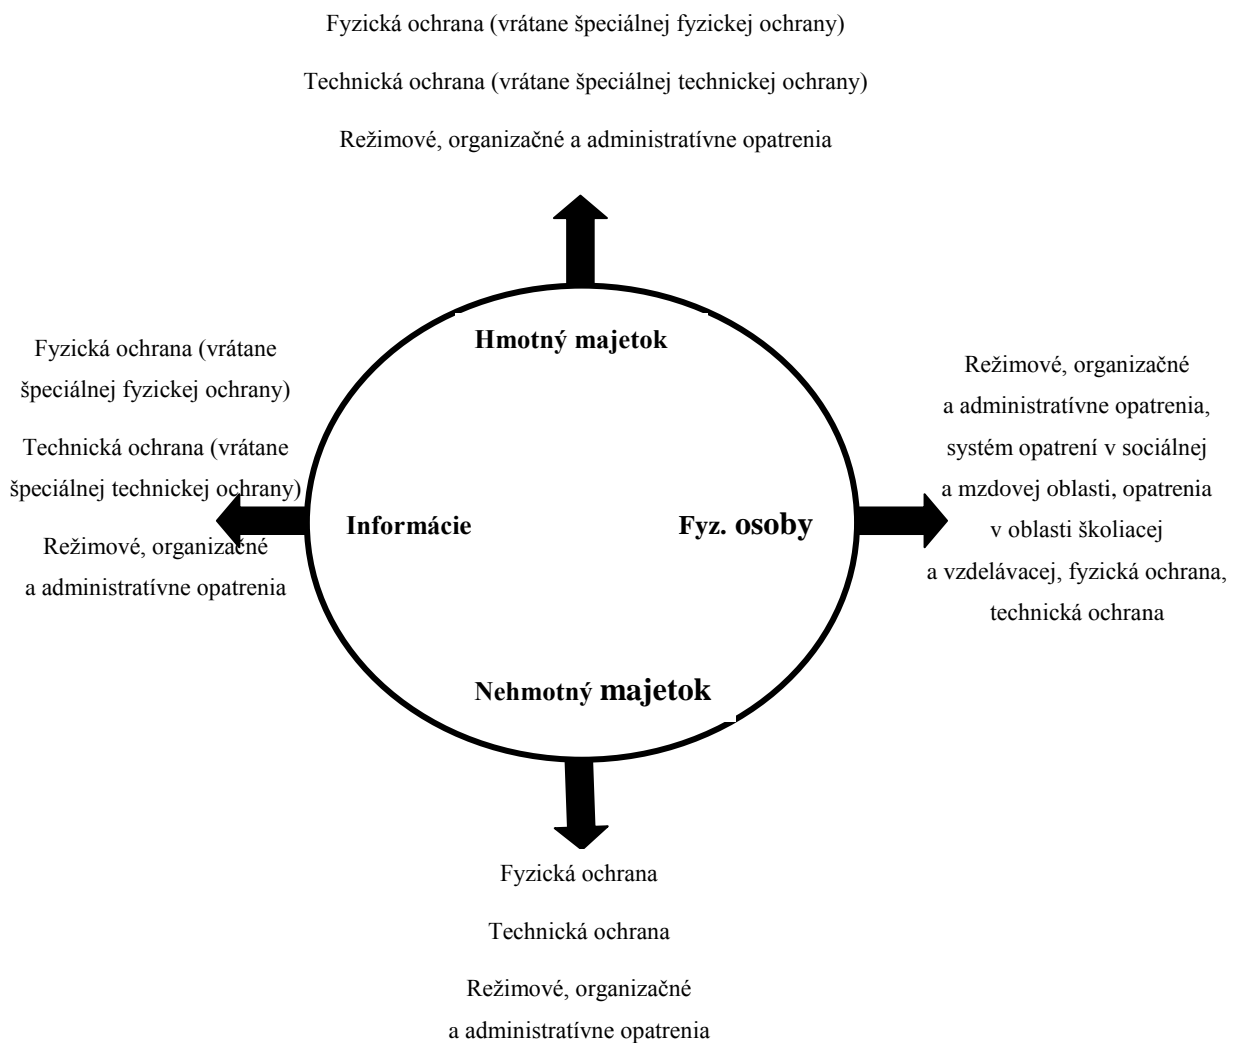 Fyzická ochrana (vrátane špeciálnej fyzickej ochrany)
Technická ochrana (vrátane špeciálnej technickej ochrany)
Režimové, organizačné a administratívne opatrenia
Hmotný majetok
Fyzická ochrana (vrátane
špeciálnej fyzickej ochrany)
Technická ochrana (vrátane
špeciálnej technickej ochrany)
Režimové, organizačné
a administratívne opatrenia
Informácie
Fyz. osoby
Režimové, organizačné
a administratívne opatrenia,
systém opatrení v sociálnej
a mzdovej oblasti, opatrenia
v oblasti školiacej
a vzdelávacej, fyzická ochrana,
technická ochrana
Nehmotný majetok
Fyzická ochrana
Technická ochrana
Režimové, organizačné
a administratívne opatrenia